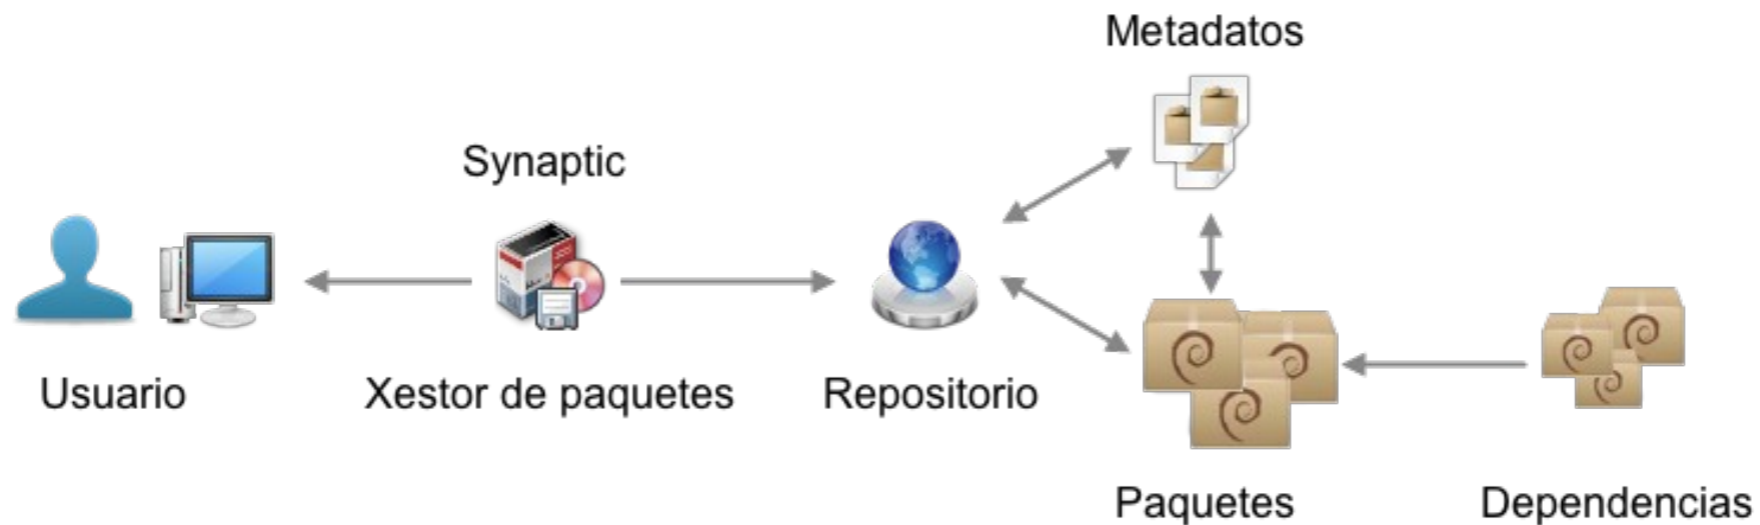 Metadatos
Synaptic
Usuario
Xestor de paquetes
Repositorio
Paquetes
Dependencias